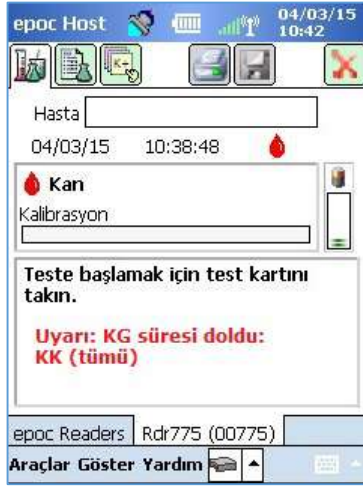 epoc Host
04/03/15
10:42
K+
Hasta
04/03/15 10:38:48
Kan
Kalibrasyon
Teste başlamak için test kartını
takın.
Uyarı: KG süresi doldu:
KK (tümü)
epoc Readers Rdr775 (00775)
Araçlar Göster Yardım